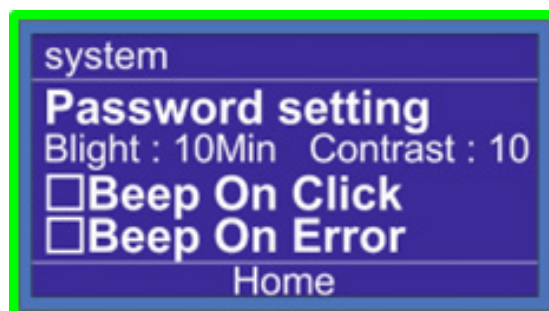 system
Password setting
Blight : 10Min Contrast : 10
☐Beep On Click
☐Beep On Error
Home